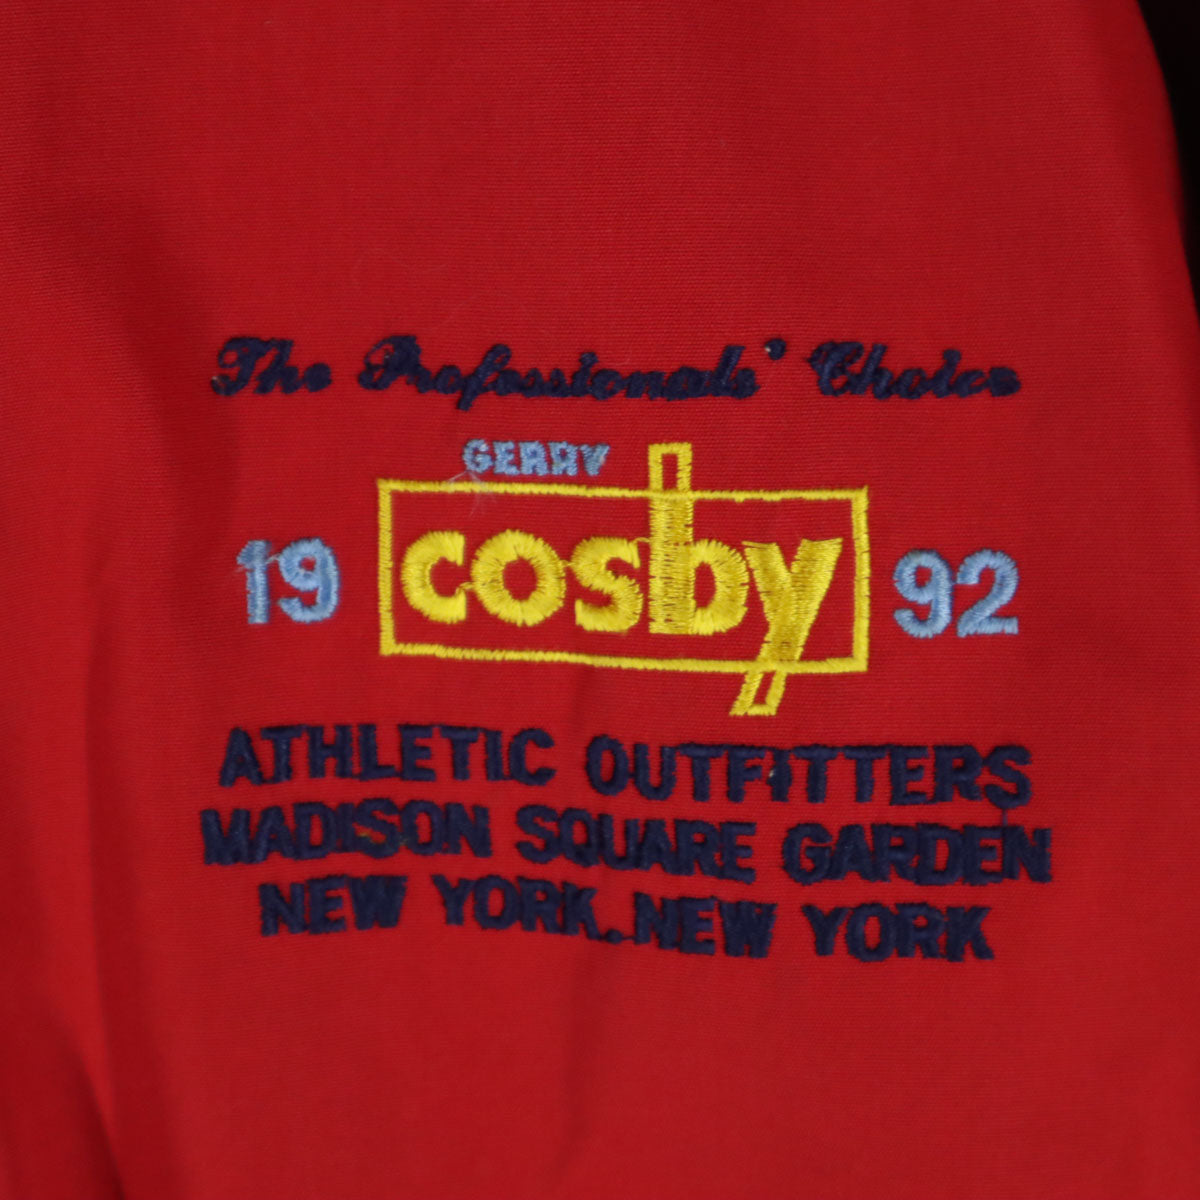 The Professionals' Choice
GERRY
19 cosby 92
ATHLETIC OUTFITTERS
MADISON SQUARE GARDEN
NEW YORK.NEW YORK